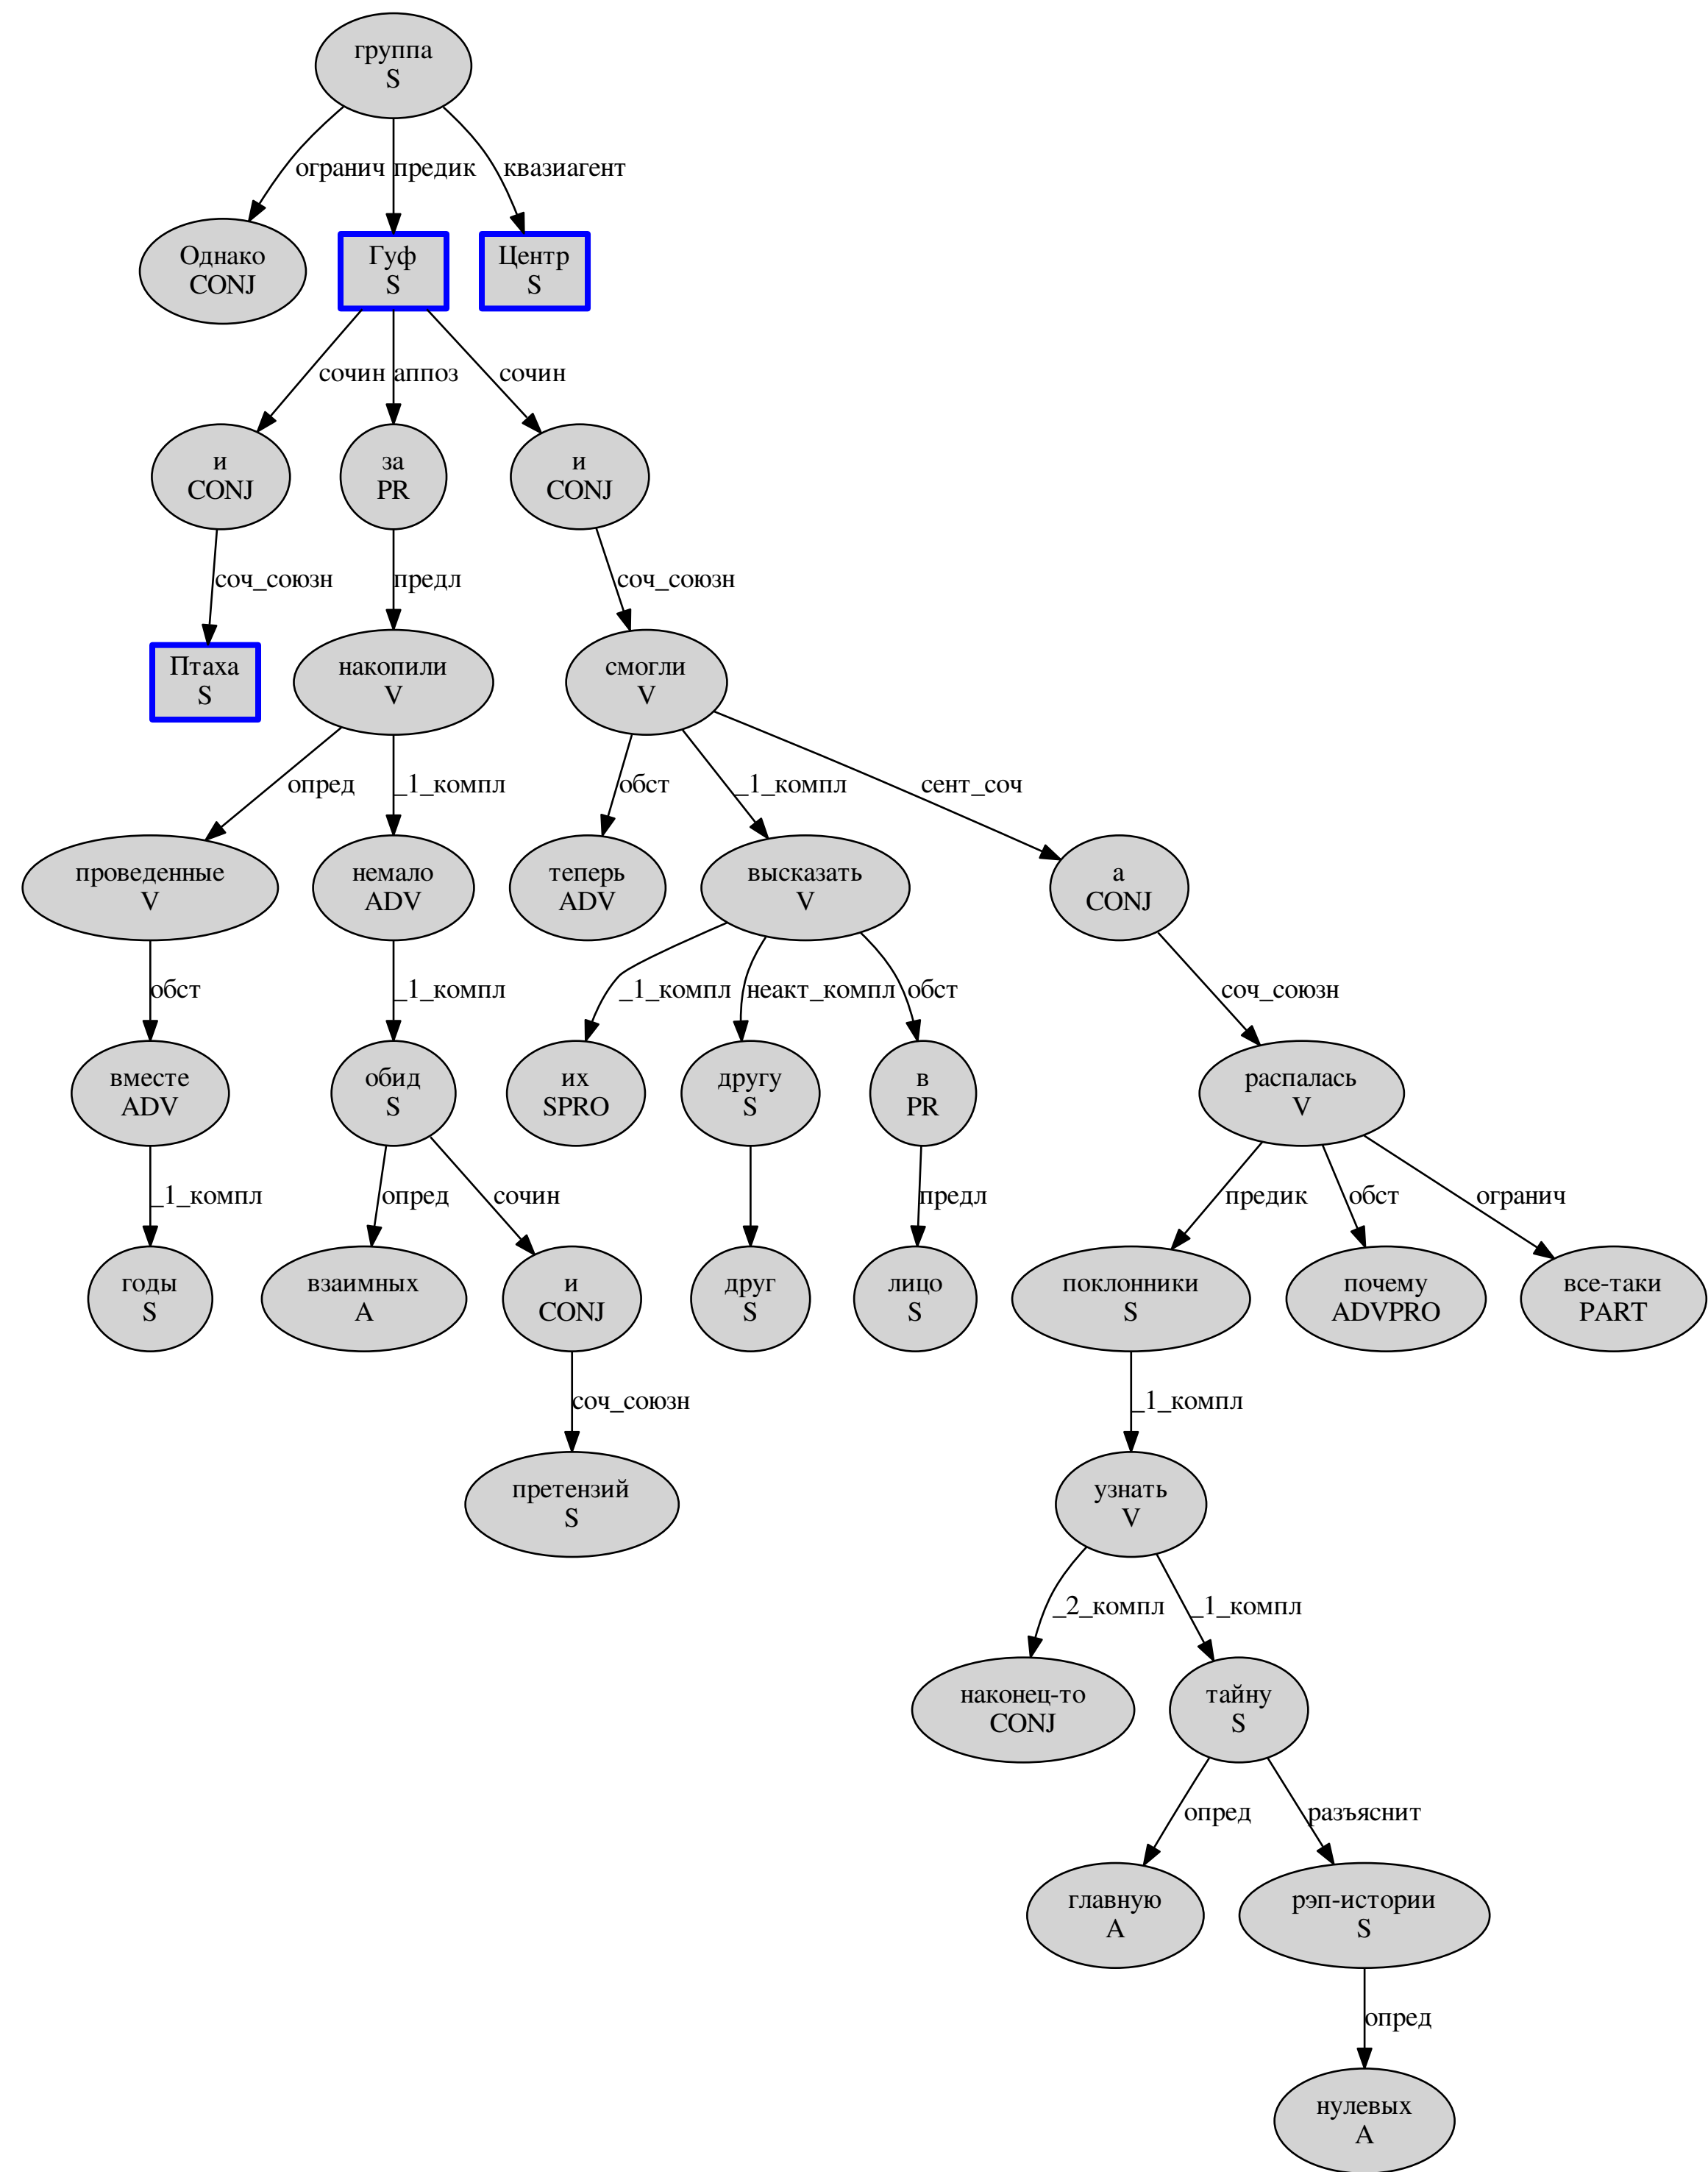 группа
S
огранич
предик
квазиагент
Однако
CONJ
Гуф
S
Центр
S
сочин
аппоз
сочин
и
CONJ
за
PR
и
CONJ
соч_союзн
предл
соч_союзн
Птаха
S
накопили
V
смогли
V
опред
_1_компл
обст
_1_компл
сент_соч
проведенные
V
немало
ADV
теперь
ADV
высказать
V
а
CONJ
обст
_1_компл
_1_компл
неакт_компл
обст
соч_союзн
вместе
ADV
обид
S
их
SPRO
другу
S
в
PR
распалась
V
_1_компл
опред
сочин
предл
предик
обст
огранич
годы
S
взаимных
A
и
CONJ
друг
S
лицо
S
поклонники
S
почему
ADVPRO
все-таки
PART
соч_союзн
_1_компл
претензий
S
узнать
V
_2_компл
_1_компл
наконец-то
CONJ
тайну
S
опред
разъяснит
главную
A
рэп-истории
S
опред
нулевых
A